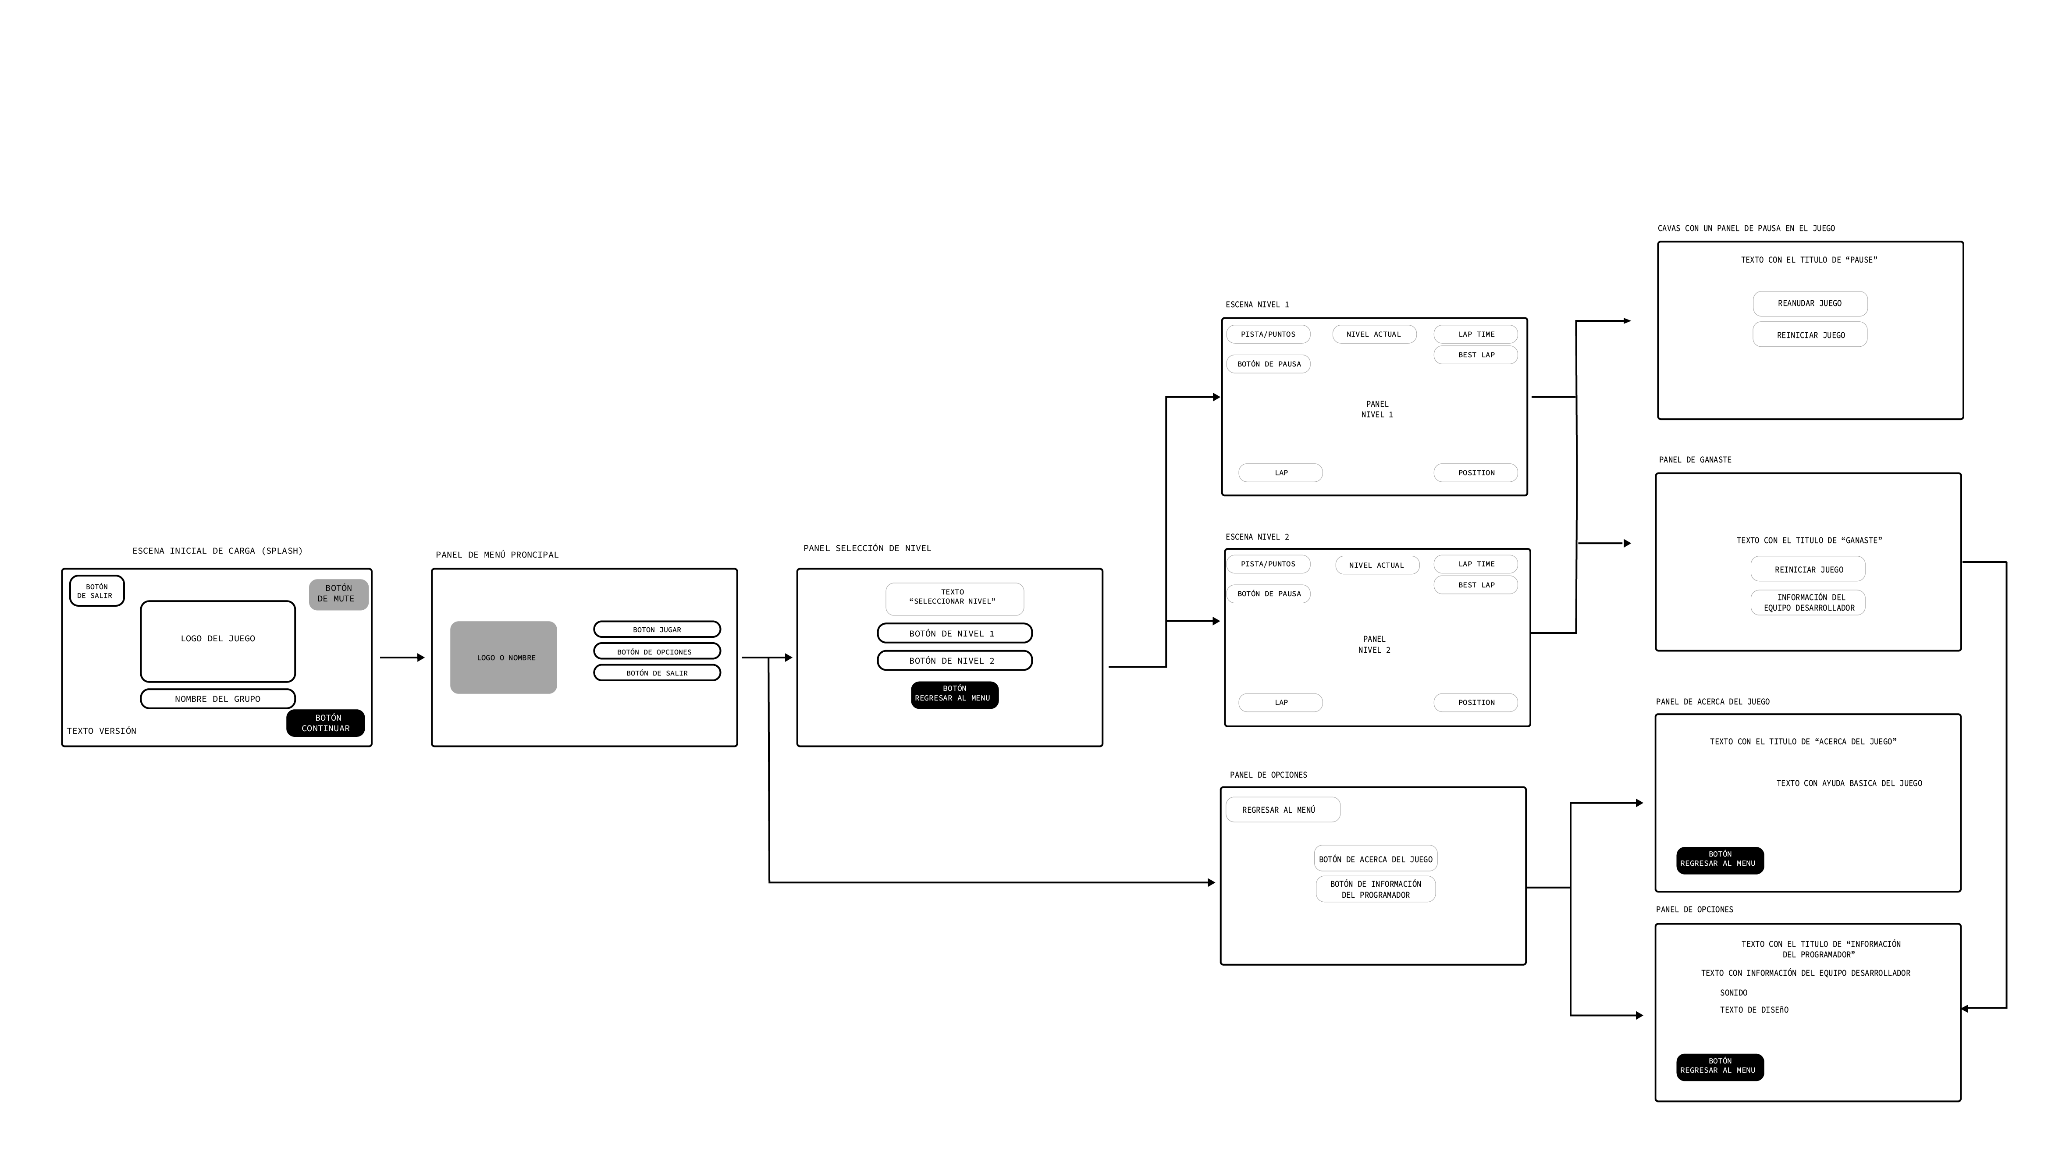 ESCENA INICIAL DE CARGA (SPLASH)
BOTÓN
DE SALIR
BOTÓN
DE MUTE
LOGO DEL JUEGO
NOMBRE DEL GRUPO
BOTÓN
CONTINUAR
TEXTO VERSIÓN
PANEL DE MENÚ PRONCIPAL
LOGO O NOMBRE
BOTON JUGAR
BOTÓN DE OPCIONES
BOTÓN DE SALIR
PANEL SELECCIÓN DE NIVEL
TEXTO
“SELECCIONAR NIVEL”
BOTÓN DE NIVEL 1
BOTÓN DE NIVEL 2
BOTÓN
REGRESAR AL MENU
ESCENA NIVEL 1
PISTA/PUNTOS
NIVEL ACTUAL
LAP TIME
BEST LAP
BOTÓN DE PAUSA
PANEL
NIVEL 1
LAP
POSITION
ESCENA NIVEL 2
PISTA/PUNTOS
NIVEL ACTUAL
LAP TIME
BEST LAP
BOTÓN DE PAUSA
PANEL
NIVEL 2
LAP
POSITION
PANEL DE OPCIONES
REGRESAR AL MENÚ
BOTÓN DE ACERCA DEL JUEGO
BOTÓN DE INFORMACIÓN
DEL PROGRAMADOR
CAVAS CON UN PANEL DE PAUSA EN EL JUEGO
TEXTO CON EL TITULO DE “PAUSE”
REANUDAR JUEGO
REINICIAR JUEGO
PANEL DE GANASTE
TEXTO CON EL TITULO DE “GANASTE”
REINICIAR JUEGO
INFORMACIÓN DEL
EQUIPO DESARROLLADOR
PANEL DE ACERCA DEL JUEGO
TEXTO CON EL TITULO DE “ACERCA DEL JUEGO”
TEXTO CON AYUDA BASICA DEL JUEGO
BOTÓN
REGRESAR AL MENU
PANEL DE OPCIONES
TEXTO CON EL TITULO DE “INFORMACIÓN
DEL PROGRAMADOR”
TEXTO CON INFORMACIÓN DEL EQUIPO DESARROLLADOR
SONIDO
TEXTO DE DISEñO
BOTÓN
REGRESAR AL MENU